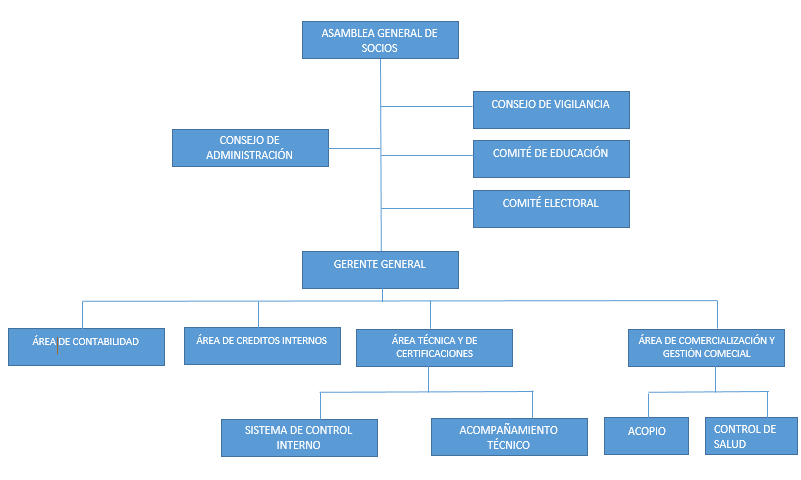 ASAMBLEA GENERAL DE
SOCIOS
CONSEJO DE VIGILANCIA
CONSEJO DE
ADMINISTRACIÓN
COMITÉ DE EDUCACIÓN
COMITÉ ELECTORAL
GERENTE GENERAL
ÁREA DE CONTABILIDAD
ÁREA DE CREDITOS INTERNOS
ÁREA TÉCNICA Y DE
CERTIFICACIONES
ÁREA DE COMERCIALIZACIÓN Y
GESTIÓN COMECIAL
SISTEMA DE CONTROL
INTERNO
ACOMPAÑAMIENTO
TÉCNICO
ACOPIO
CONTROL DE
SALUD